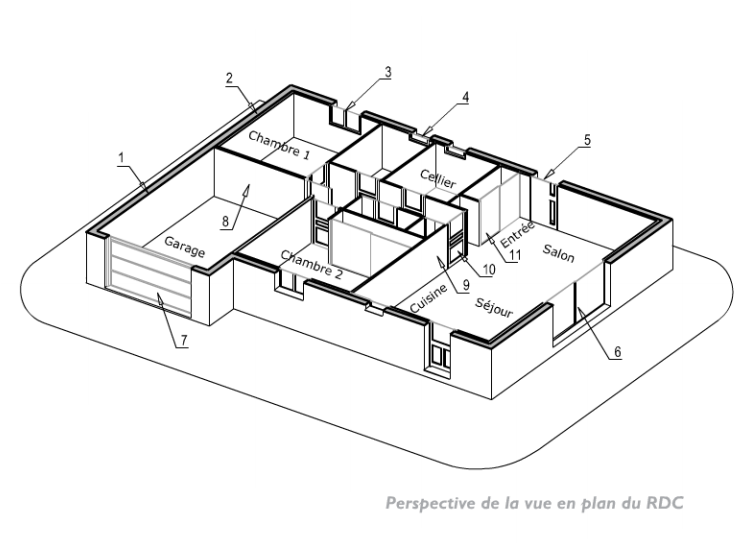 3
2
4
5
1
Chambre 1
Cellier
8
Garage
Entrée
Salon
11
10
9
Chambre 2
Cuisine
Séjour
7
6
Perspective de la vue en plan du RDC